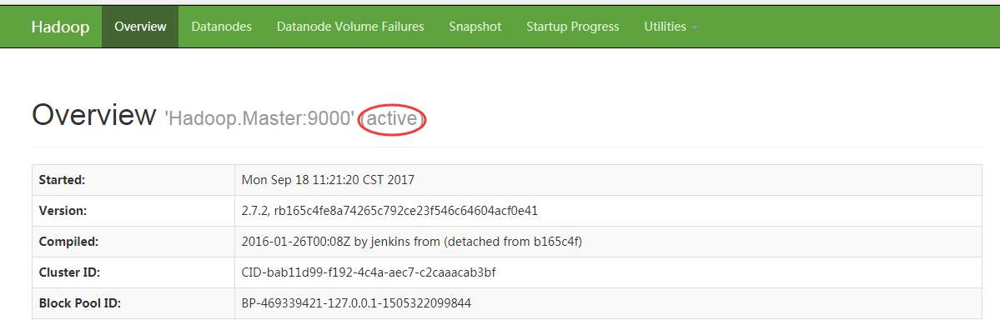 Hadoop Overview Datanodes Datanode Volume Failures Snapshot Startup Progress Utilities
Overview 'Hadoop.Master:9000' (active)
Started: Mon Sep 18 11:21:20 CST 2017
Version: 2.7.2, rb165c4fe8a74265c792ce23f546c64604acf0e41
Compiled: 2016-01-26T00:08Z by jenkins from (detached from b165c4f)
Cluster ID: CID-bab11d99-f192-4c4a-aec7-c2caaacab3bf
Block Pool ID: BP-469339421-127.0.0.1-1505322099844